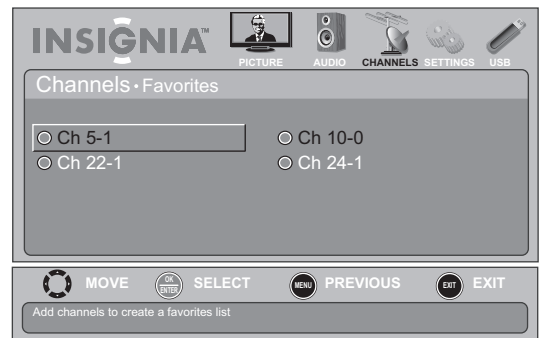 INSIGNIA™
PICTURE AUDIO CHANNELS SETTINGS USB
Channels • Favorites
Ch 5-1 Ch 10-0
Ch 22-1 Ch 24-1
MOVE OK ENTER SELECT MENU PREVIOUS EXIT EXIT
Add channels to create a favorites list